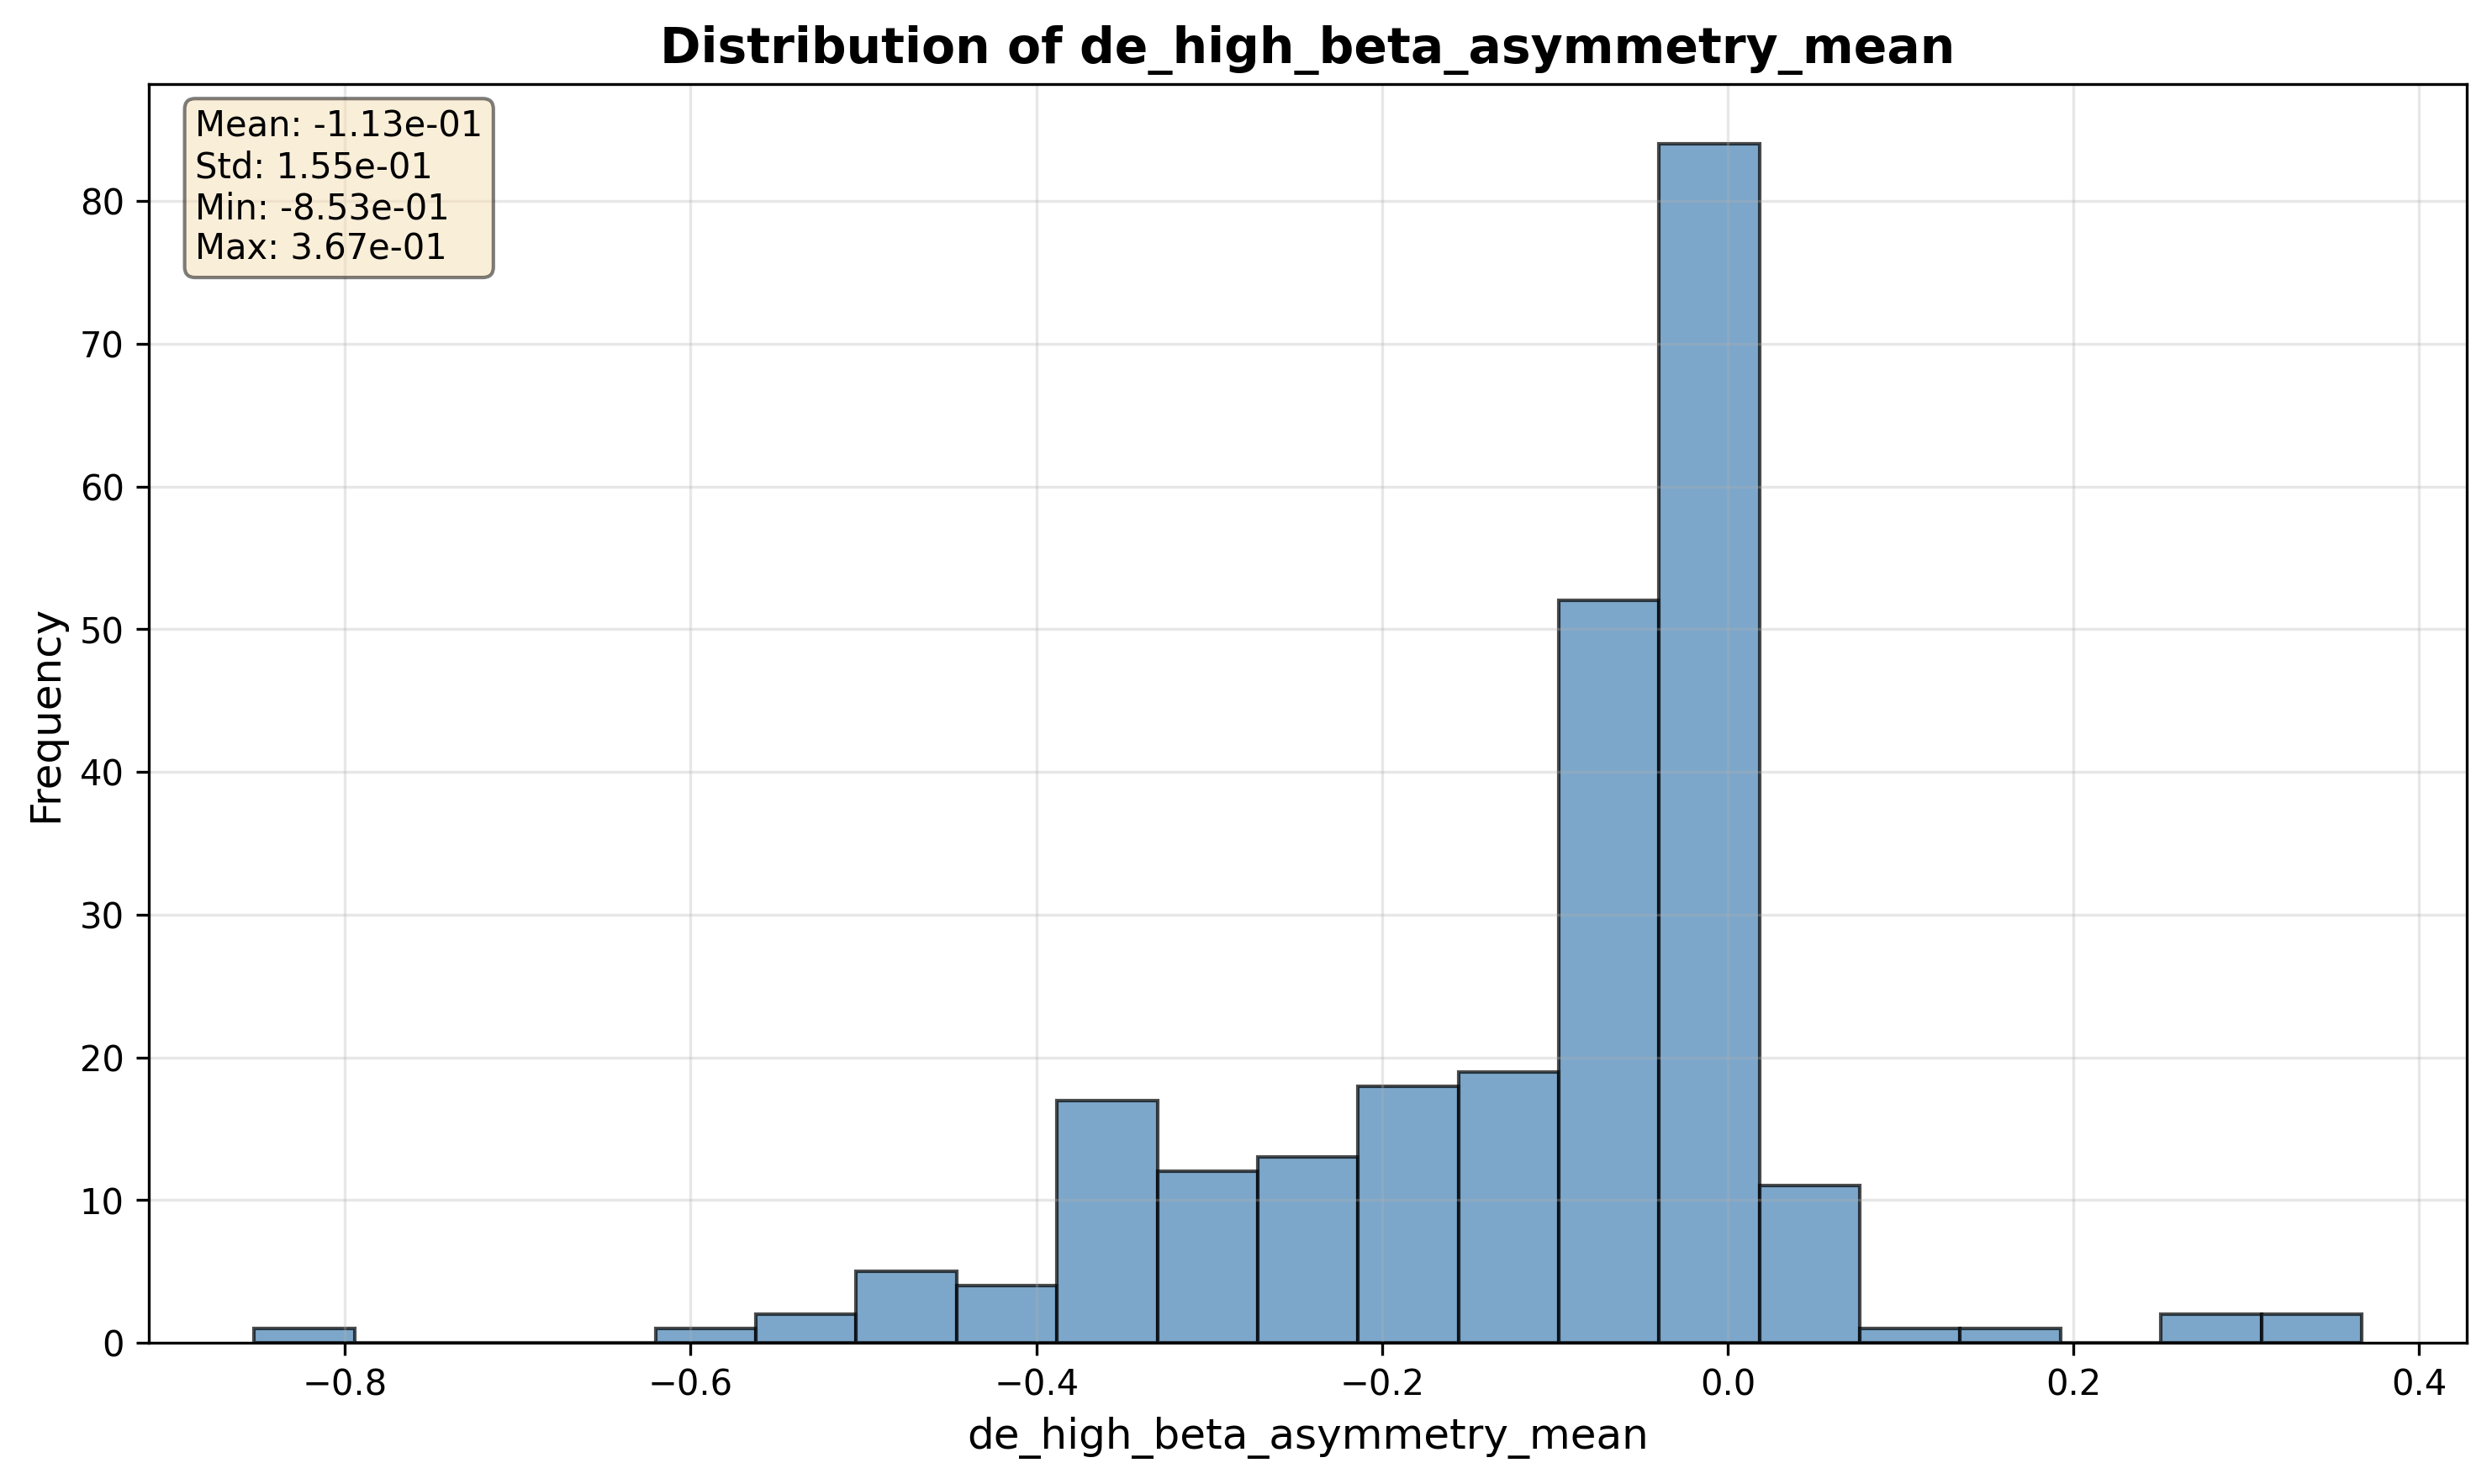 Distribution of de_high_beta_asymmetry_mean
Mean: -1.13e-01
Std: 1.55e-01
Min: -8.53e-01
Max: 3.67e-01
Frequency
80
70
60
50
40
30
20
10
0
−0.8 −0.6 −0.4 −0.2 0.0 0.2 0.4
de_high_beta_asymmetry_mean